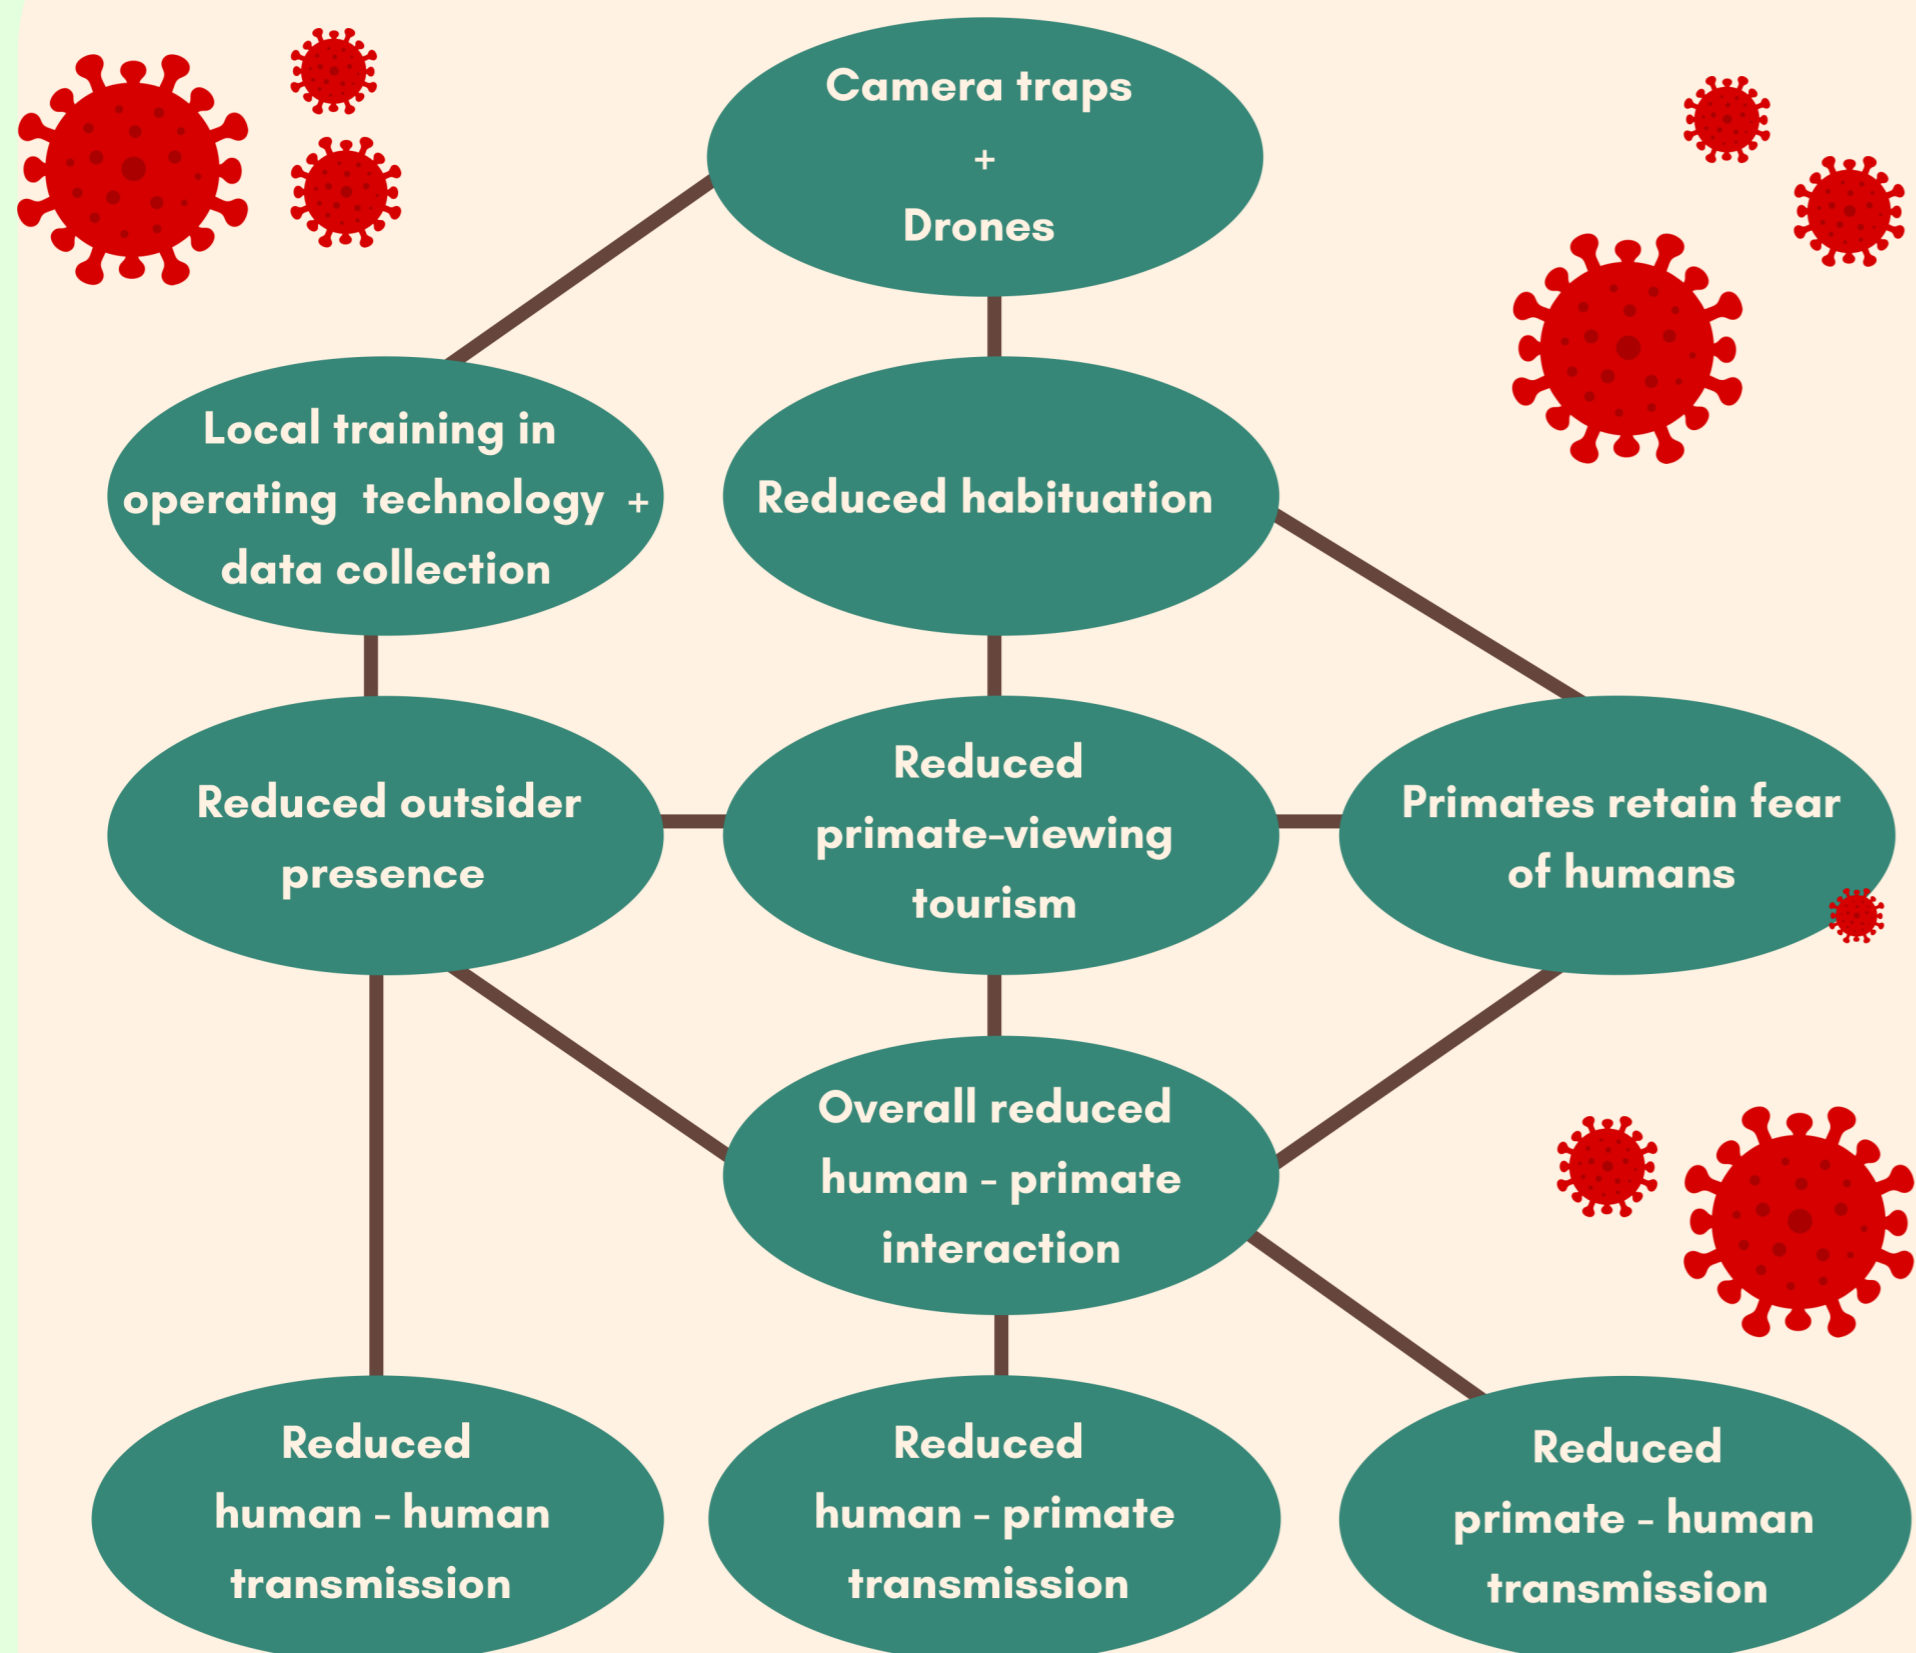 Camera traps
+
Drones
Local training in
operating technology +
data collection
Reduced habituation
Reduced outsider
presence
Reduced
primate-viewing
tourism
Primates retain fear
of humans
Overall reduced
human - primate
interaction
Reduced
human - human
transmission
Reduced
human - primate
transmission
Reduced
primate - human
transmission